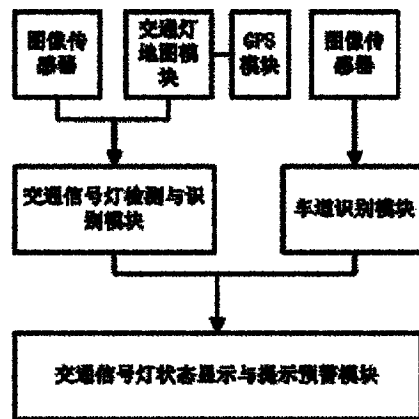 图像传
感器
交通灯
地图模
块
GPS
模块
图像传
感器
交通信号灯检测与识
别模块
车道识别模块
交通信号灯状态显示与提示预警模块